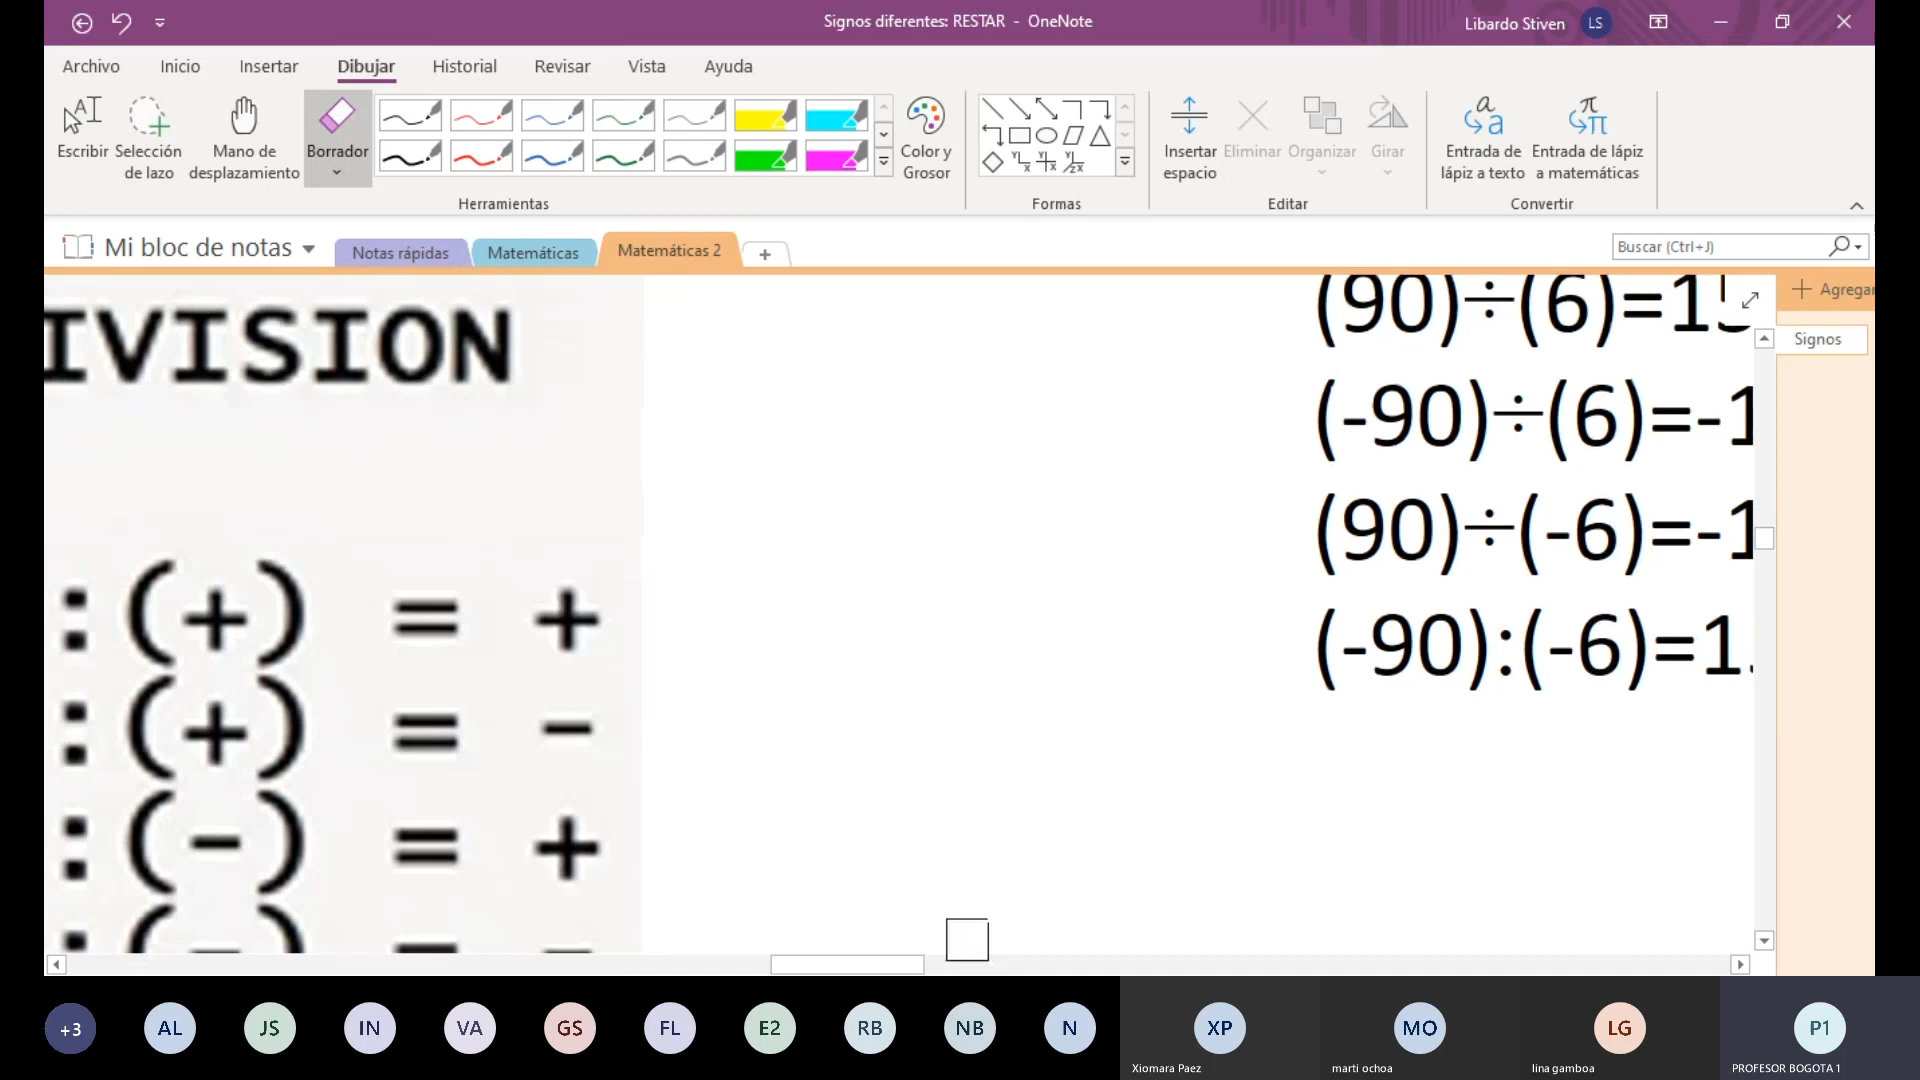 Signos diferentes: RESTAR - OneNote
Libardo Stiven LS
Archivo Inicio Insertar Dibujar Historial Revisar Vista Ayuda
Escribir
Selección de lazo
Mano de desplazamiento
Borrador
Color y Grosor
Insertar espacio
Eliminar
Organizar
Girar
Entrada de lápiz a texto
Entrada de lápiz a matemáticas
Herramientas Formas Editar Convertir
Mi bloc de notas Notas rápidas Matemáticas Matemáticas 2 +
Buscar (Ctrl+J)
Agregar
Signos
IVISION
:(+) = +
:(+) = -
:(-) = +
(90)÷(6)=15
(-90)÷(6)=-1
(90)÷(-6)=-1
(-90):(-6)=1
+3 AL JS IN VA GS FL E2 RB NB N XP MO LG P1
Xiomara Paez marti ochoa lina gamboa PROFESOR BOGOTA 1